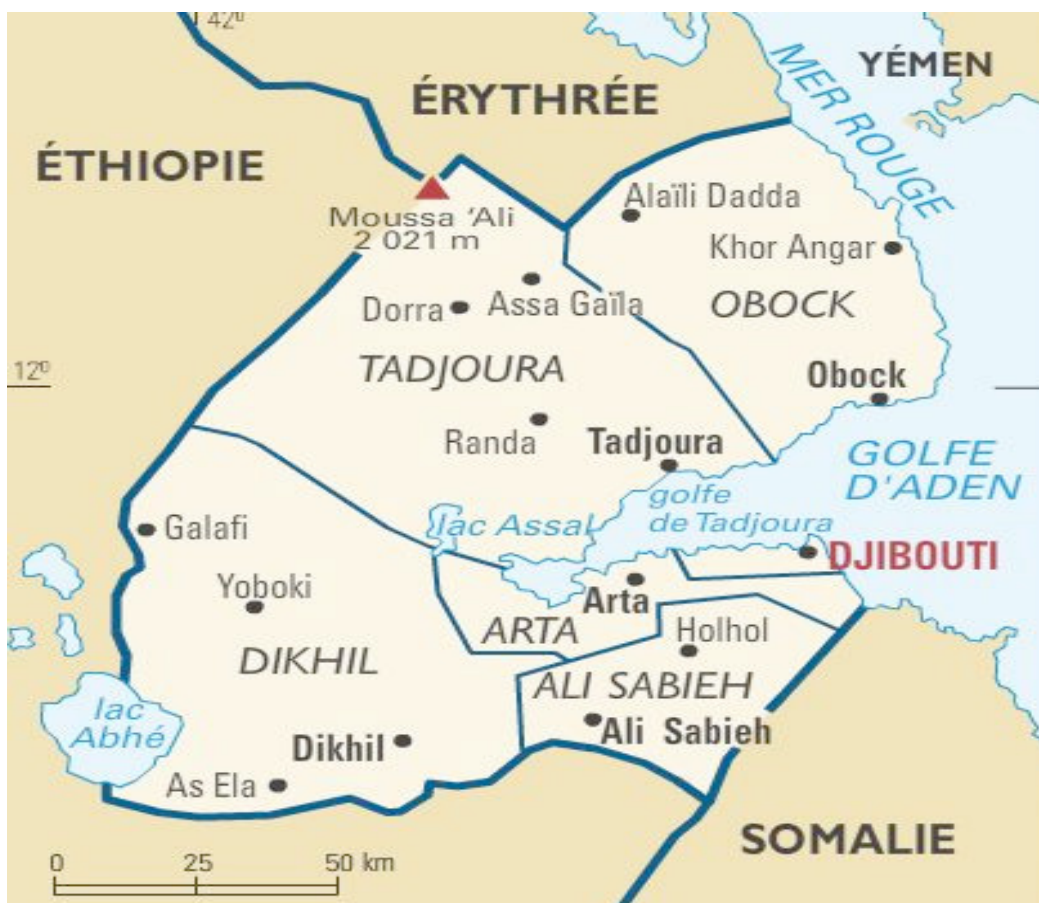 42⁰
YÉMEN
MER ROUGE
ÉRYTHRÉE
ÉTHIOPIE
Alaïli Dadda
Moussa ‘Ali
2 021 m
Khor Angar
Assa Gaïla
Dorra
OBOCK
TADJOURA
12⁰
Obock
Randa
Tadjoura
GOLFE
D'ADEN
golfe
de Tadjoura
lac Assal
Galafi
DJIBOUTI
Yoboki
Arta
ARTA
Holhol
DIKHIL
ALI SABIEH
lac
Abhé
Ali Sabieh
Dikhil
As Ela
SOMALIE
0 25 50 km